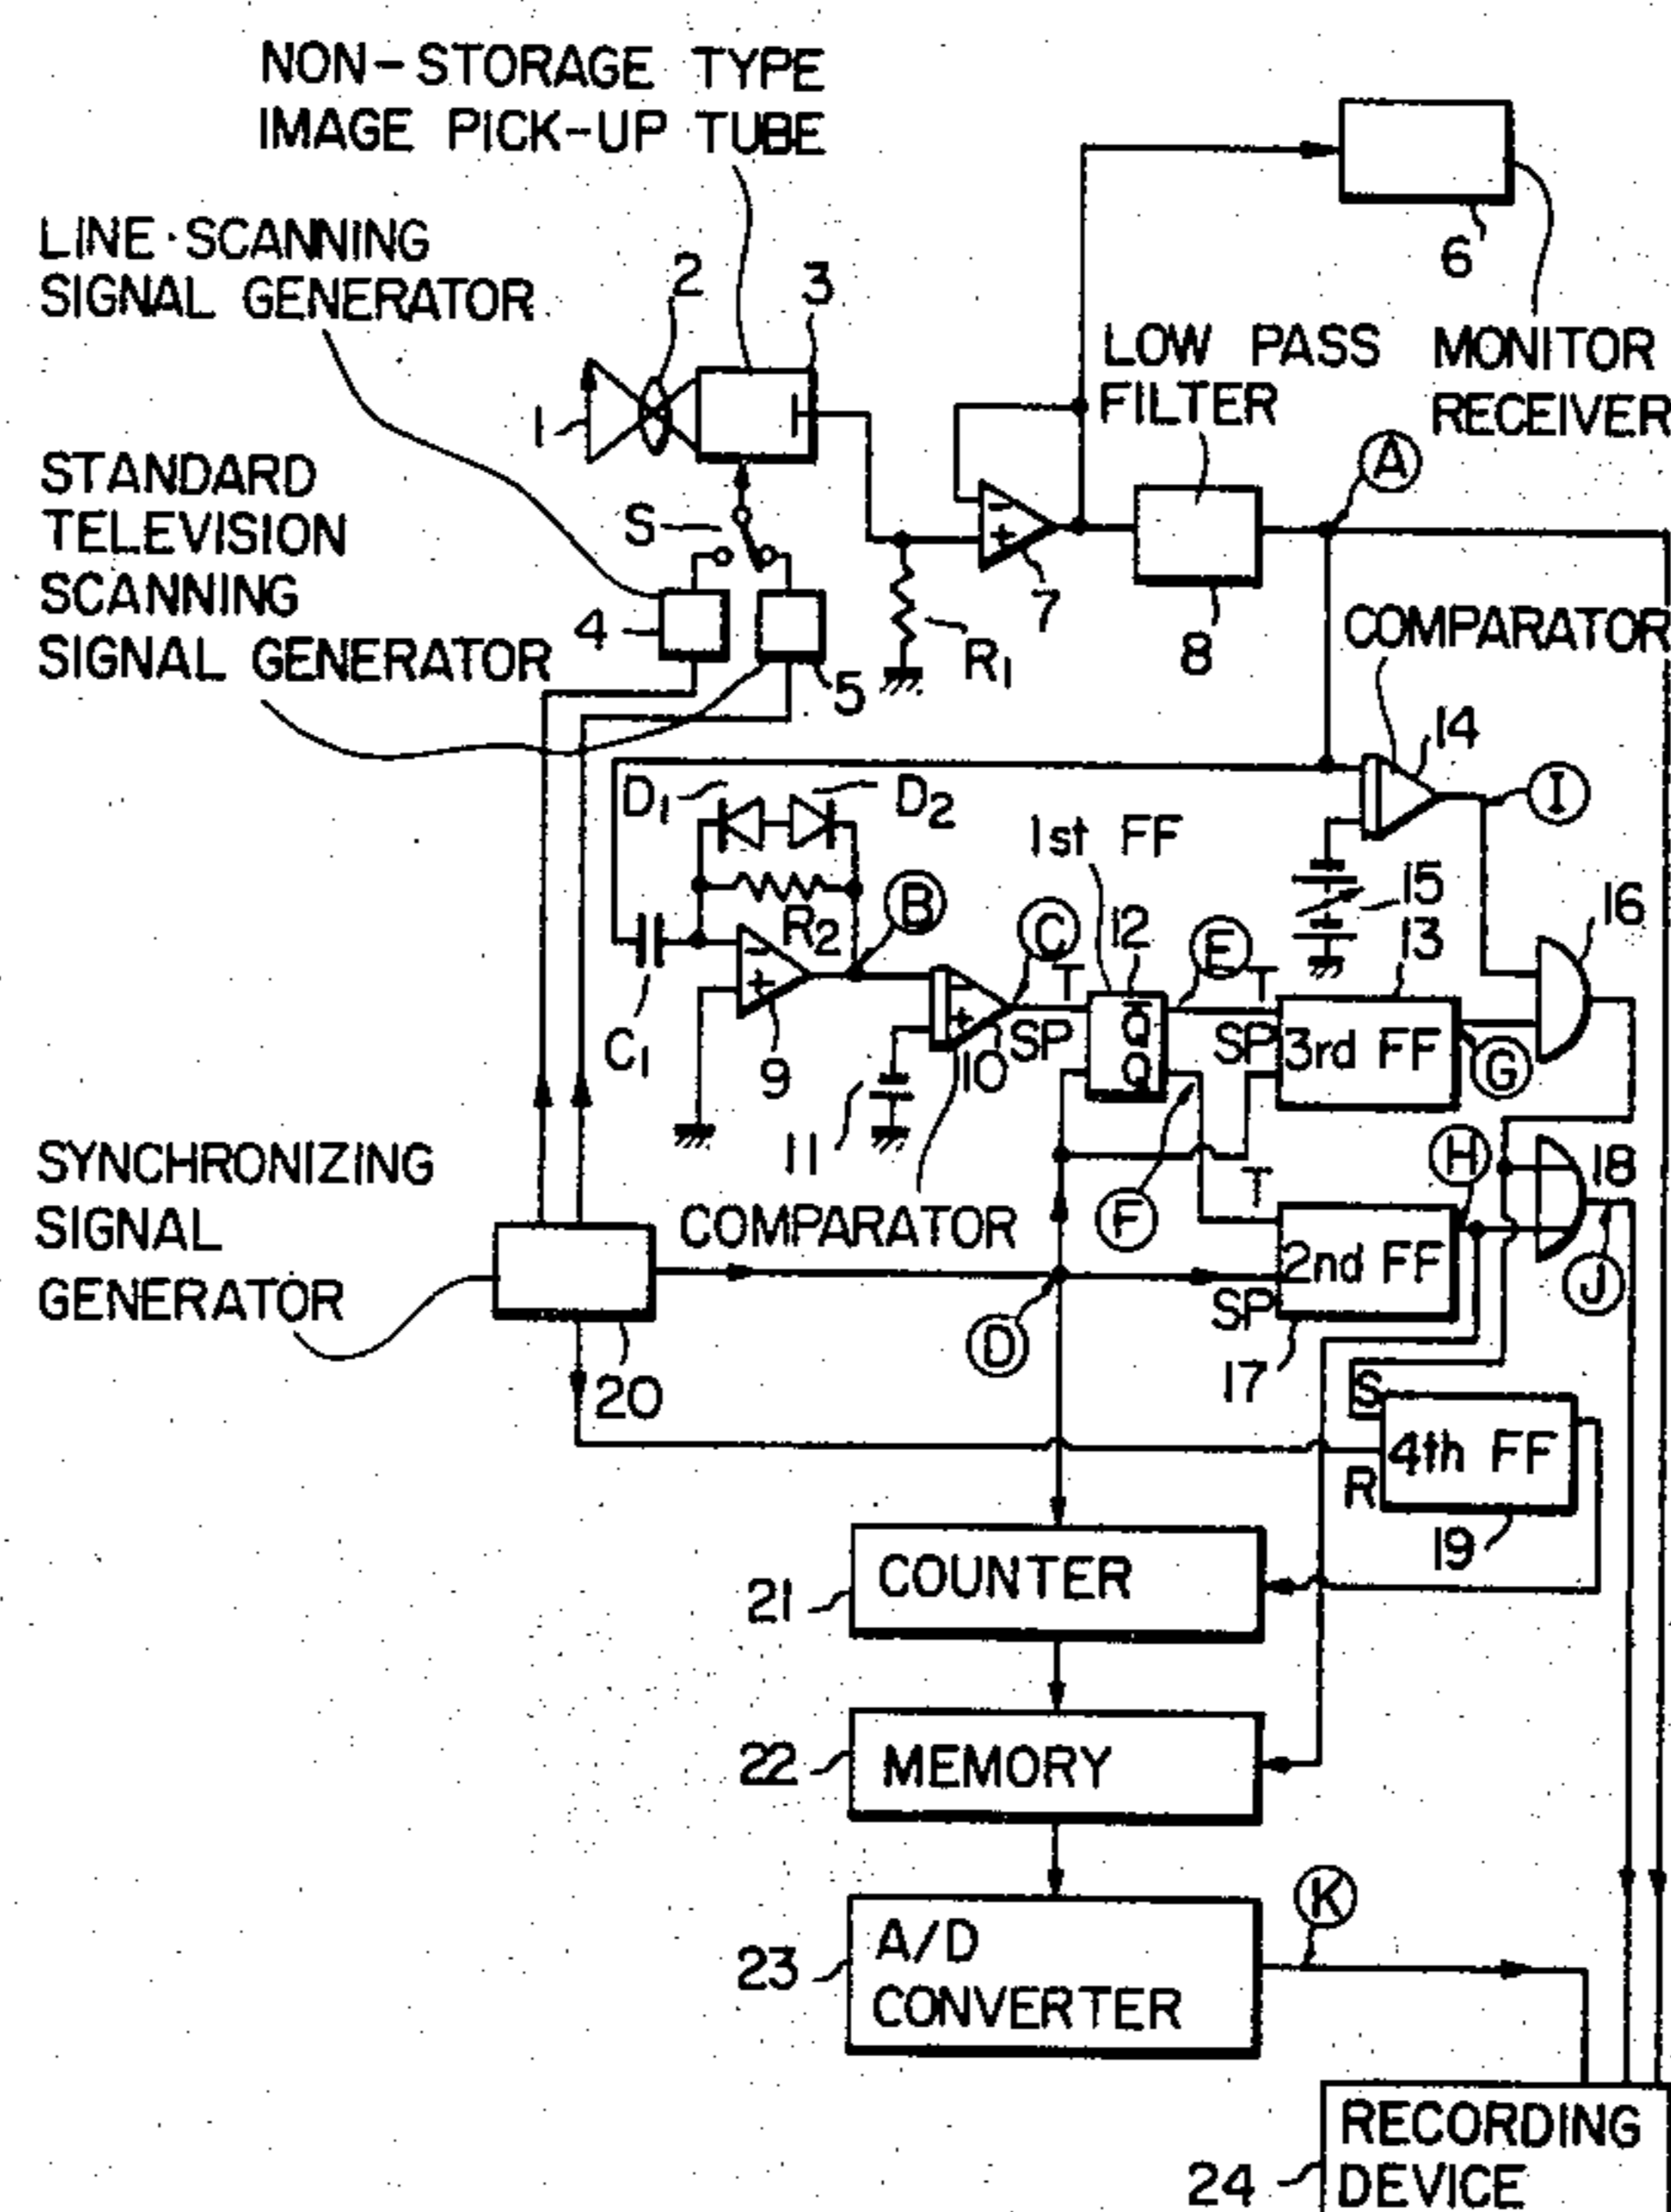 NON-STORAGE TYPE
IMAGE PICK-UP TUBE
LINE·SCANNING
SIGNAL GENERATOR
2
3
6
1
LOW PASS
FILTER
MONITOR
RECEIVER
A
STANDARD
TELEVISION
SCANNING
SIGNAL GENERATOR
S
-
+
7
8
4
5
R1
COMPARATOR
14
I
D1
D2
1st FF
15
16
R2
B
C
12
E
13
T
T
-
+
9
C1
-
+
10
SP
Q̅
Q
SP
3rd FF
G
11
H
18
SYNCHRONIZING
SIGNAL
GENERATOR
COMPARATOR
F
T
2nd FF
J
SP
D
17
20
S
4th FF
R
19
COUNTER
21
22
MEMORY
K
A/D
CONVERTER
23
RECORDING
DEVICE
24